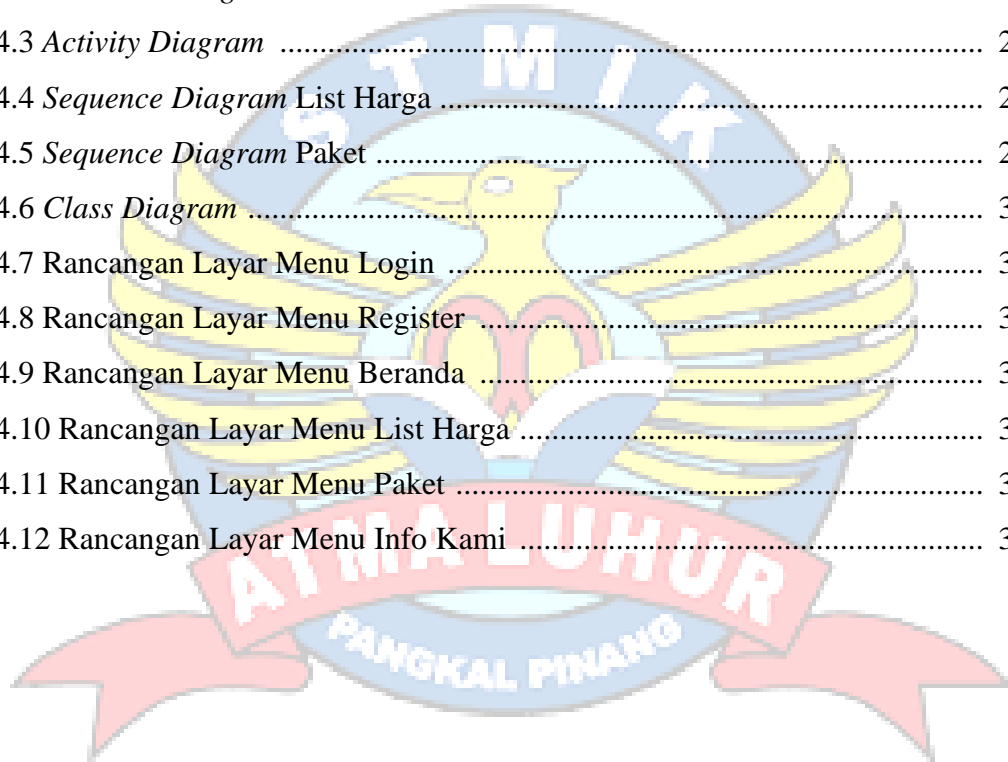 4.3 Activity Diagram ........................................................................................ 2
4.4 Sequence Diagram List Harga .................................................................... 2
4.5 Sequence Diagram Paket ............................................................................ 2
4.6 Class Diagram ............................................................................................ 3
4.7 Rancangan Layar Menu Login ................................................................... 3
4.8 Rancangan Layar Menu Register ............................................................... 3
4.9 Rancangan Layar Menu Beranda ............................................................... 3
4.10 Rancangan Layar Menu List Harga .......................................................... 3
4.11 Rancangan Layar Menu Paket .................................................................. 3
4.12 Rancangan Layar Menu Info Kami .......................................................... 3
STMIK
ATMA LUHUR
PANGKAL PINANG